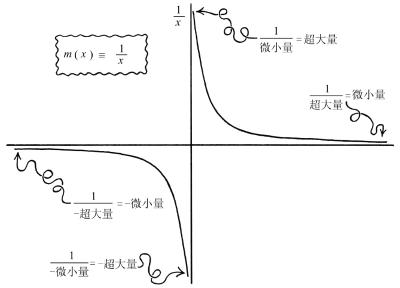 1/x
1/微小量 = 超大量
m(x) ≡ 1/x
1/超大量 = 微小量
1/-超大量 = -微小量
1/-微小量 = -超大量